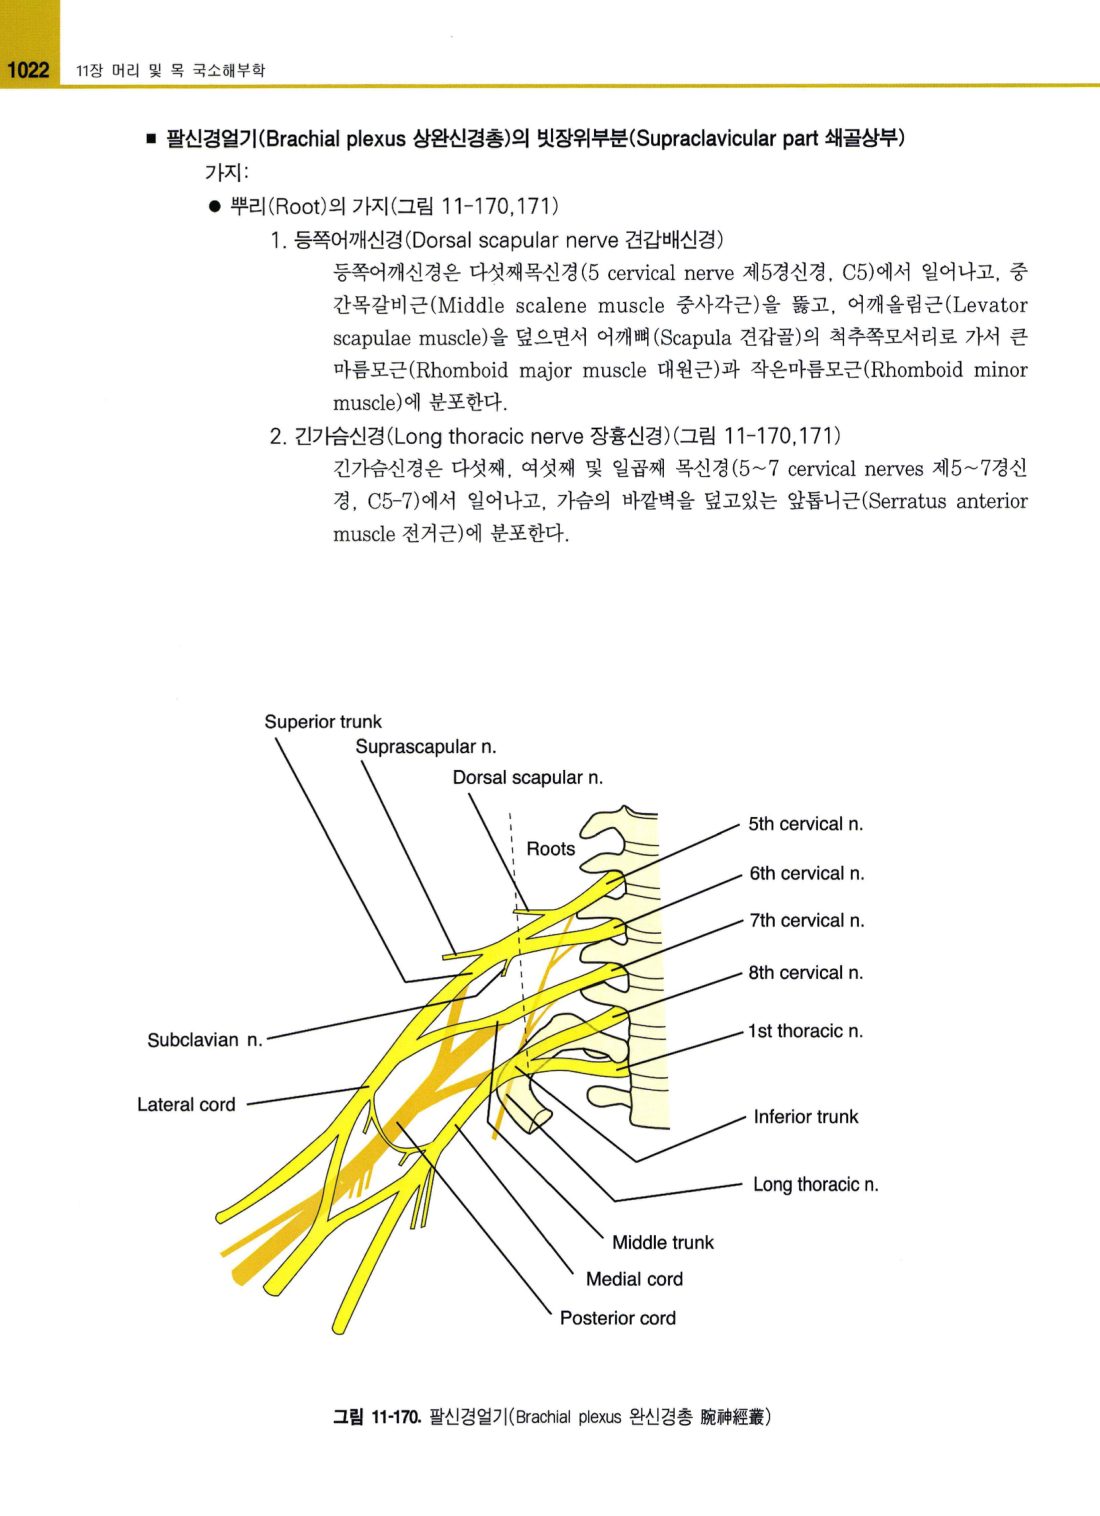 1022
11장 머리 및 목 국소해부학
■ 팔신경얼기(Brachial plexus 상완신경총)의 빗장위부분(Supraclavicular part 쇄골상부)
가지:
● 뿌리(Root)의 가지(그림 11-170,171)
1. 등쪽어깨신경(Dorsal scapular nerve 견갑배신경)
등쪽어깨신경은 다섯째목신경(5 cervical nerve 제5경신경, C5)에서 일어나고, 중
간목갈비근(Middle scalene muscle 중사각근)을 뚫고, 어깨올림근(Levator
scapulae muscle)을 덮으면서 어깨뼈(Scapula 견갑골)의 척추쪽모서리로 가서 큰
마름모근(Rhomboid major muscle 대원근)과 작은마름모근(Rhomboid minor
muscle)에 분포한다.
2. 긴가슴신경(Long thoracic nerve 장흉신경)(그림 11-170,171)
긴가슴신경은 다섯째, 여섯째 및 일곱째 목신경(5~7 cervical nerves 제5~7경신
경, C5-7)에서 일어나고, 가슴의 바깥벽을 덮고있는 앞톱니근(Serratus anterior
muscle 전거근)에 분포한다.
Superior trunk
Suprascapular n.
Dorsal scapular n.
Roots
5th cervical n.
6th cervical n.
7th cervical n.
8th cervical n.
1st thoracic n.
Subclavian n.
Lateral cord
Inferior trunk
Long thoracic n.
Middle trunk
Medial cord
Posterior cord
그림 11-170. 팔신경얼기(Brachial plexus 완신경총 腕神經叢)